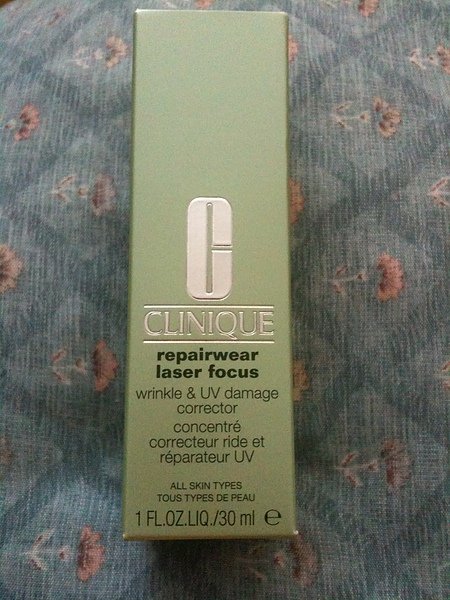 C
CLINIQUE
repairwear
laser focus
wrinkle & UV damage
corrector
concentré
correcteur ride et
réparateur UV
ALL SKIN TYPES
TOUS TYPES DE PEAU
1 FL.OZ.LIQ./30 ml ℮